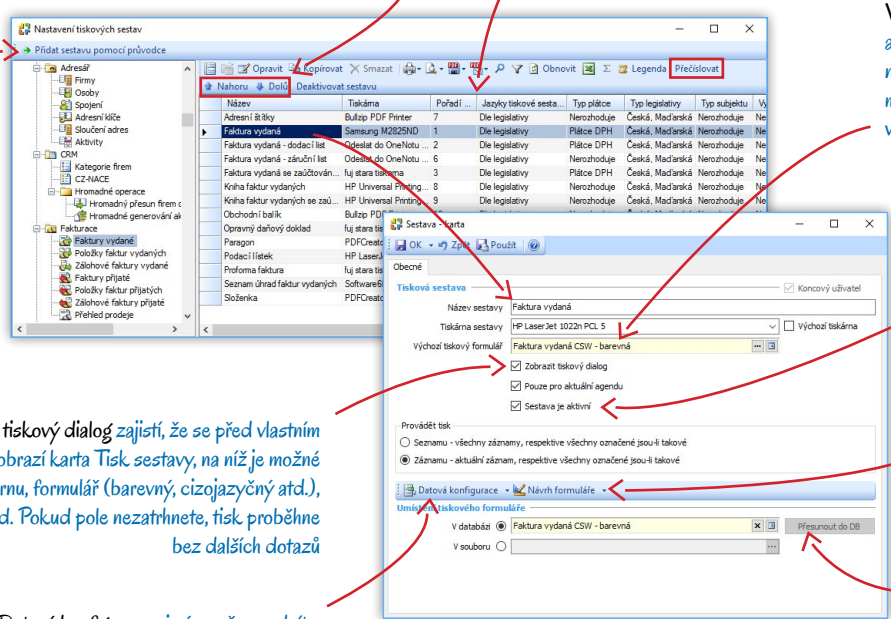 Nastavení tiskových sestav
Přidat sestavu pomocí průvodce
Adresář
Firmy
Osoby
Spojení
Adresní klíče
Sloučení adres
Aktivity
CRM
Kategorie firem
CZ-NACE
Hromadné operace
Hromadný přesun firem
Hromadné generování
Fakturace
Faktury vydané
Položky faktur vydaných
Zálohové faktury vydané
Faktury přijaté
Položky faktur přijatých
Zálohové faktury přijaté
Přehled prodeje
Opravit Kopírovat Smazat Obnovit Legenda Přečíslovat
Nahoru Dolů Deaktivovat sestavu
Název Tiskárna Pořadí ... Jazyky tiskové sesta... Typ plátce Typ legislativy Typ subjektu
Adresní štítky Bullzip PDF Printer 7 Dle legislativy Nerozhoduje Česká, Maďarská Nerozhoduje
Faktura vydaná Samsung M2825ND 1 Dle legislativy Plátce DPH Česká, Maďarská Nerozhoduje
Faktura vydaná - dodací list Odeslat do OneNotu ... 2 Dle legislativy Plátce DPH Česká, Maďarská Nerozhoduje
Faktura vydaná - záruční list Odeslat do OneNotu ... 6 Dle legislativy Nerozhoduje Česká, Maďarská Nerozhoduje
Faktura vydaná se zaúčtován... fuj stara tiskarna 3 Dle legislativy Plátce DPH Česká, Maďarská Nerozhoduje
Kniha faktur vydaných HP Universal Printing... 8 Dle legislativy Nerozhoduje Česká, Maďarská Nerozhoduje
Kniha faktur vydaných se zaú... HP Universal Printing... 9 Dle legislativy Nerozhoduje Česká, Maďarská Nerozhoduje
Obchodní balík Bullzip PDF
Opravný daňový doklad fuj stara
Paragon PDFCreato
Podací lístek HP LaserJ
Proforma faktura fuj stara
Seznam úhrad faktur vydaných Software6
Složenka PDFCreato
Sestava - karta
OK Zpět Použít
Obecné
Tisková sestava Koncový uživatel
Název sestavy Faktura vydaná
Tiskárna sestavy HP LaserJet 1022n PCL 5 Výchozí tiskárna
Výchozí tiskový formulář Faktura vydaná CSW - barevná
Zobrazit tiskový dialog
Pouze pro aktuální agendu
Sestava je aktivní
Provádět tisk
Seznamu - všechny záznamy, respektive všechny označené jsou-li takové
Záznamu - aktuální záznam, respektive všechny označené jsou-li takové
Datová konfigurace Návrh formuláře
Umístění tiskového formuláře
V databázi Faktura vydaná CSW - barevná Přesunout do DB
V souboru
tiskový dialog zajistí, že se před vlastním
obrazí karta Tisk sestavy, na níž je možné
rnu, formulář (barevný, cizojazyčný atd.),
d. Pokud pole nezatrhnete, tisk proběhne
bez dalších dotazů